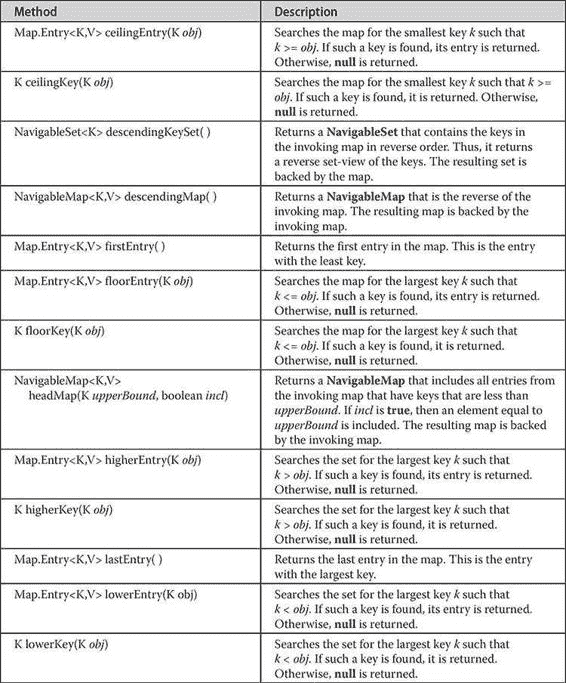 Method Description
Map.Entry<K,V> ceilingEntry(K obj) Searches the map for the smallest key k such that
k >= obj. If such a key is found, its entry is returned.
Otherwise, null is returned.
K ceilingKey(K obj) Searches the map for the smallest key k such that k >=
obj. If such a key is found, it is returned. Otherwise,
null is returned.
NavigableSet<K> descendingKeySet( ) Returns a NavigableSet that contains the keys in
the invoking map in reverse order. Thus, it returns
a reverse set-view of the keys. The resulting set is
backed by the map.
NavigableMap<K,V> descendingMap( ) Returns a NavigableMap that is the reverse of the
invoking map. The resulting map is backed by the
invoking map.
Map.Entry<K,V> firstEntry( ) Returns the first entry in the map. This is the entry
with the least key.
Map.Entry<K,V> floorEntry(K obj) Searches the map for the largest key k such that
k <= obj. If such a key is found, its entry is returned.
Otherwise, null is returned.
K floorKey(K obj) Searches the map for the largest key k such that
k <= obj. If such a key is found, it is returned.
Otherwise, null is returned.
NavigableMap<K,V> Returns a NavigableMap that includes all entries from
headMap(K upperBound, boolean incl) the invoking map that have keys that are less than
upperBound. If incl is true, then an element equal to
upperBound is included. The resulting map is backed
by the invoking map.
Map.Entry<K,V> higherEntry(K obj) Searches the set for the largest key k such that
k > obj. If such a key is found, its entry is returned.
Otherwise, null is returned.
K higherKey(K obj) Searches the set for the largest key k such that
k > obj. If such a key is found, it is returned.
Otherwise, null is returned.
Map.Entry<K,V> lastEntry( ) Returns the last entry in the map. This is the entry
with the largest key.
Map.Entry<K,V> lowerEntry(K obj) Searches the set for the largest key k such that
k < obj. If such a key is found, its entry is returned.
Otherwise, null is returned.
K lowerKey(K obj) Searches the set for the largest key k such that
k < obj. If such a key is found, it is returned.
Otherwise, null is returned.